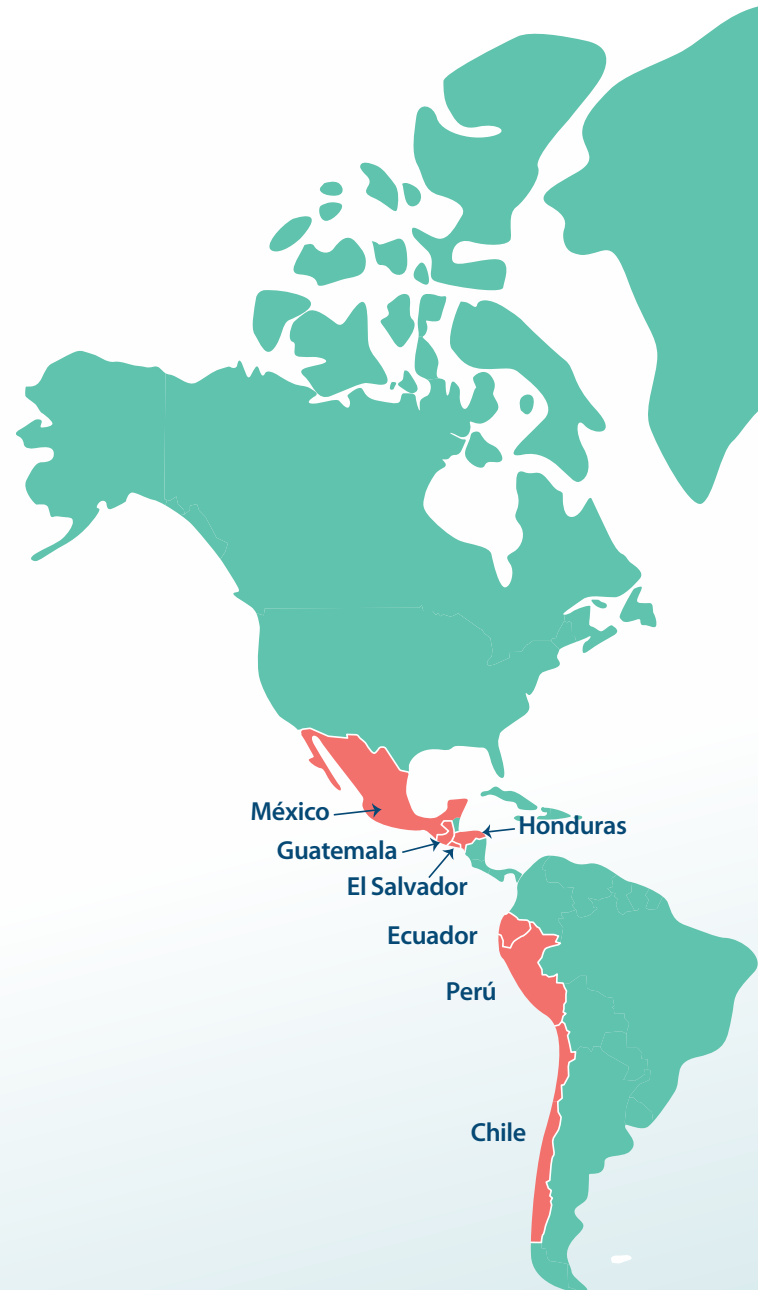 México
Honduras
Guatemala
El Salvador
Ecuador
Perú
Chile